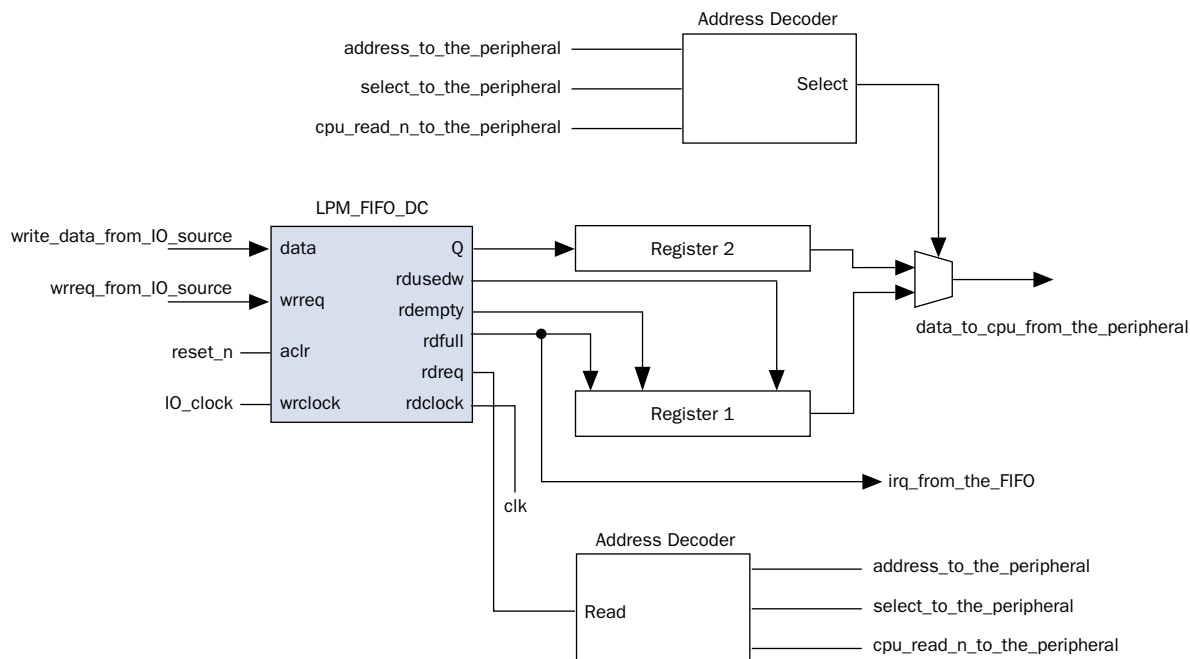 Address Decoder
address_to_the_peripheral
select_to_the_peripheral
Select
cpu_read_n_to_the_peripheral
LPM_FIFO_DC
write_data_from_IO_source
data
Q
Register 2
rdusedw
wrreq_from_IO_source
wrreq
rdempty
data_to_cpu_from_the_peripheral
rdfull
reset_n
aclr
rdreq
IO_clock
wrclock
rdclock
Register 1
irq_from_the_FIFO
clk
Address Decoder
address_to_the_peripheral
select_to_the_peripheral
Read
cpu_read_n_to_the_peripheral